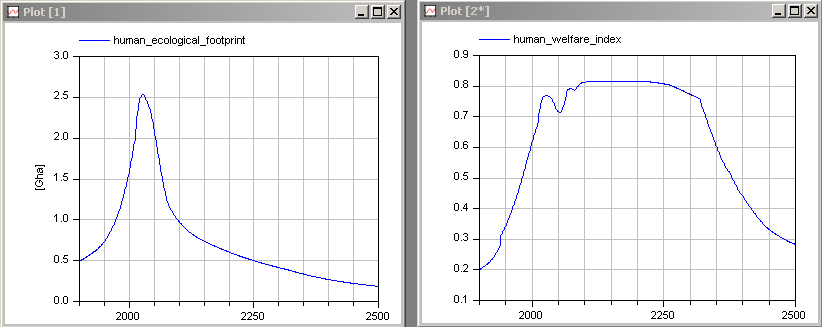 Plot [1]
human_ecological_footprint
3.0
2.5
2.0
1.5
1.0
0.5
0.0
[Gha]
2000 2250 2500
Plot [2*]
human_welfare_index
0.9
0.8
0.7
0.6
0.5
0.4
0.3
0.2
0.1
2000 2250 2500